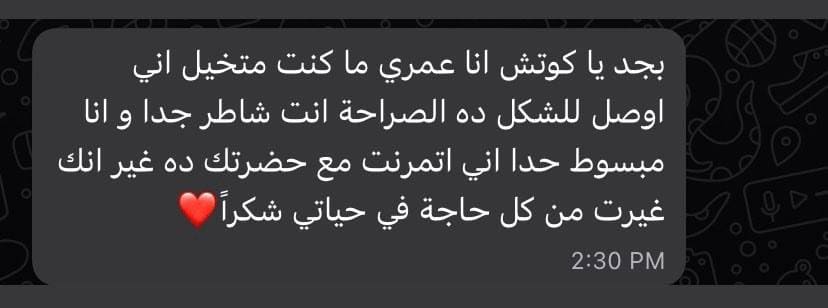 بجد يا كوتش انا عمري ما كنت متخيل اني
اوصل للشكل ده الصراحة انت شاطر جدا و انا
مبسوط حدا اني اتمرنت مع حضرتك ده غير انك
غيرت من كل حاجة في حياتي شكراً❤️
2:30 PM